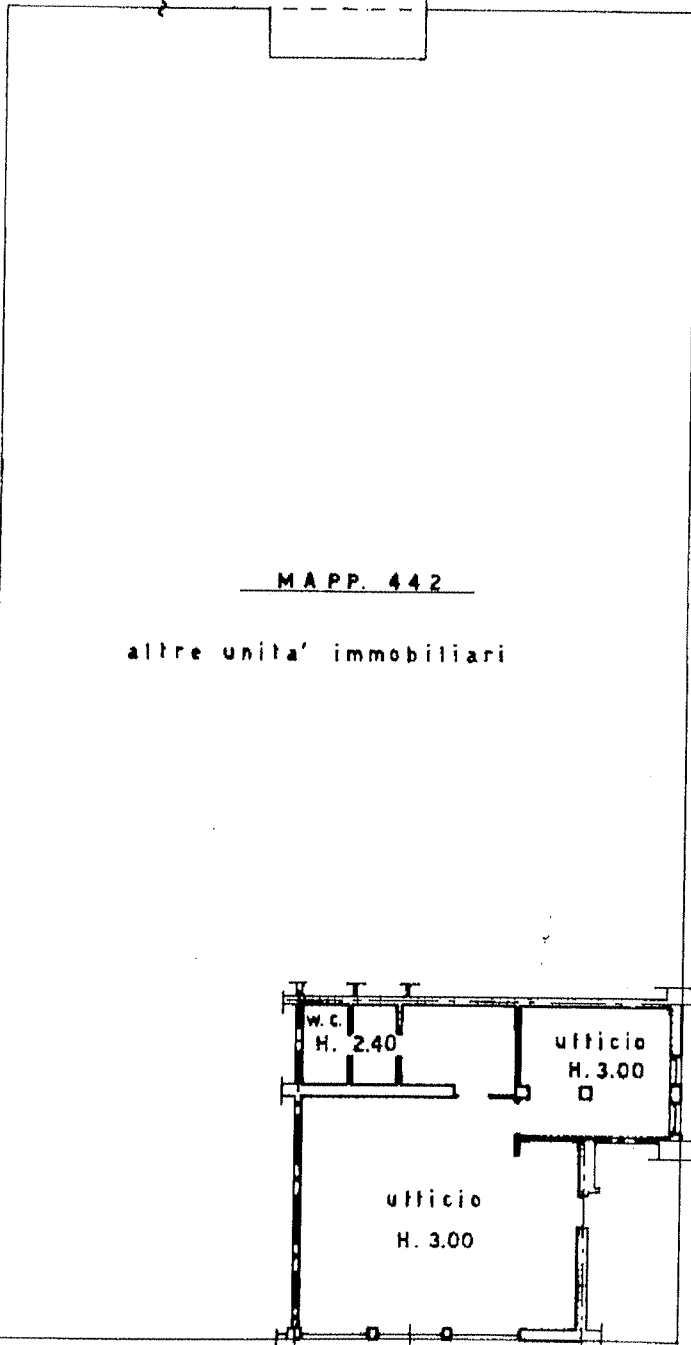 MAPP. 442
altre unita' immobiliari
W.C.
H. 2.40
ufficio
H. 3.00
ufficio
H. 3.00